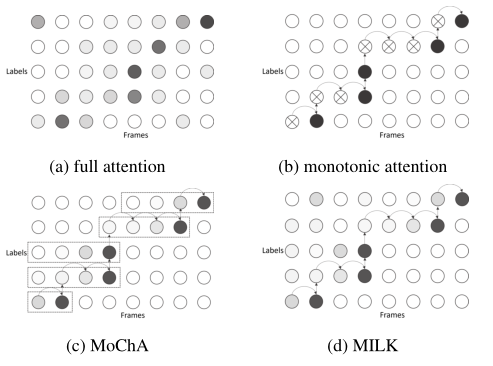 Labels
Frames
(a) full attention
Labels
Frames
(b) monotonic attention
Labels
Frames
(c) MoChA
Labels
Frames
(d) MILK